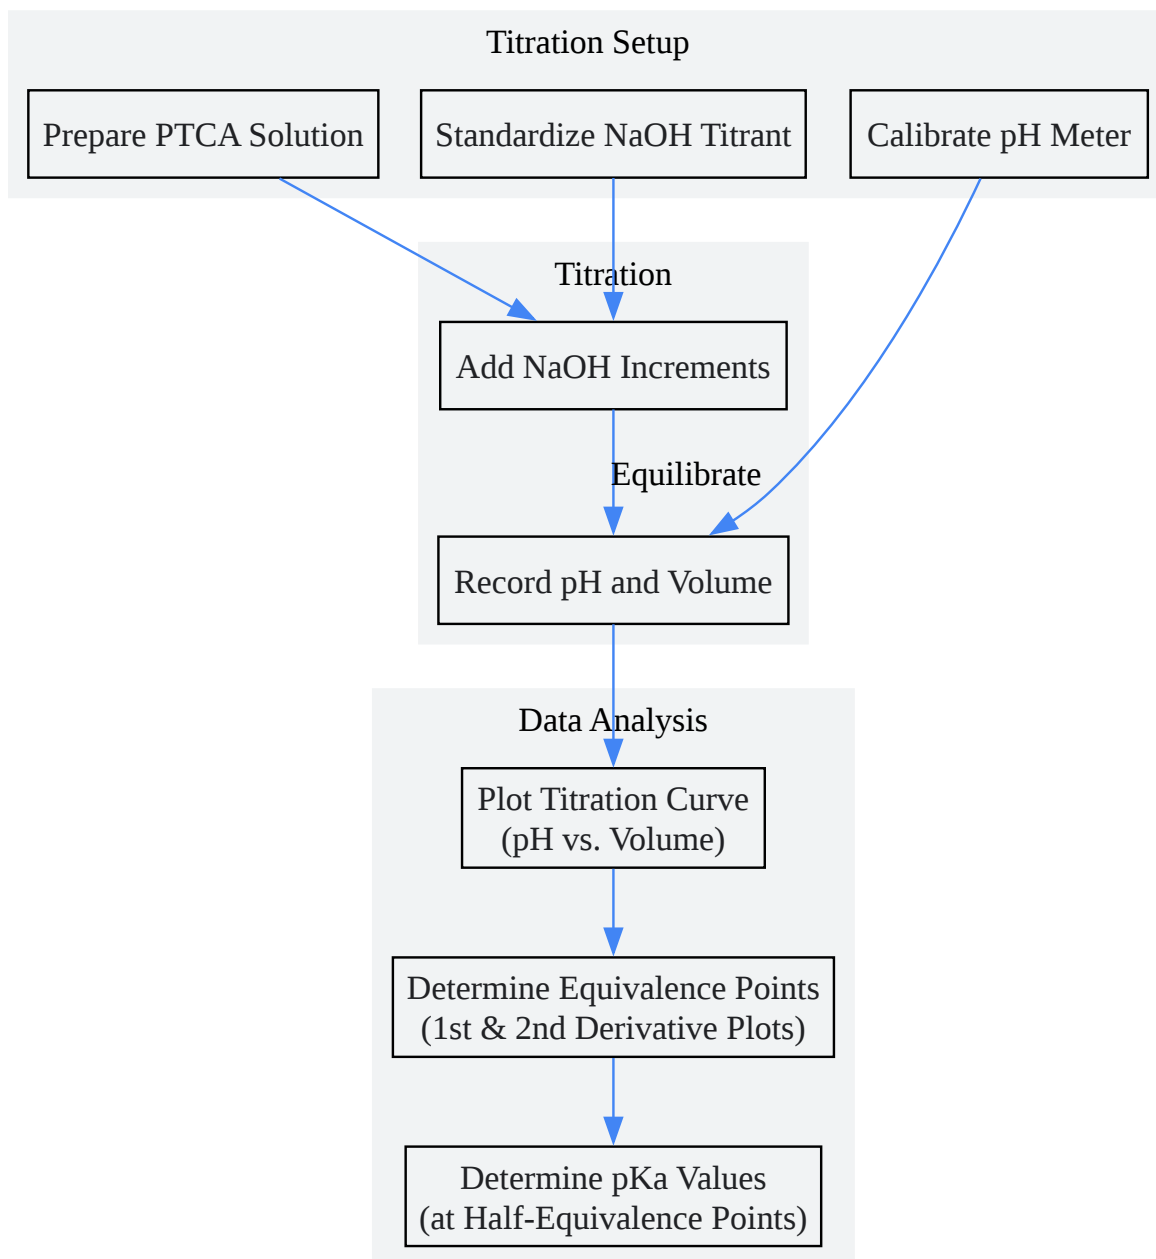 Titration Setup
Prepare PTCA Solution
Standardize NaOH Titrant
Calibrate pH Meter
Titration
Add NaOH Increments
Equilibrate
Record pH and Volume
Data Analysis
Plot Titration Curve
(pH vs. Volume)
Determine Equivalence Points
(1st & 2nd Derivative Plots)
Determine pKa Values
(at Half-Equivalence Points)